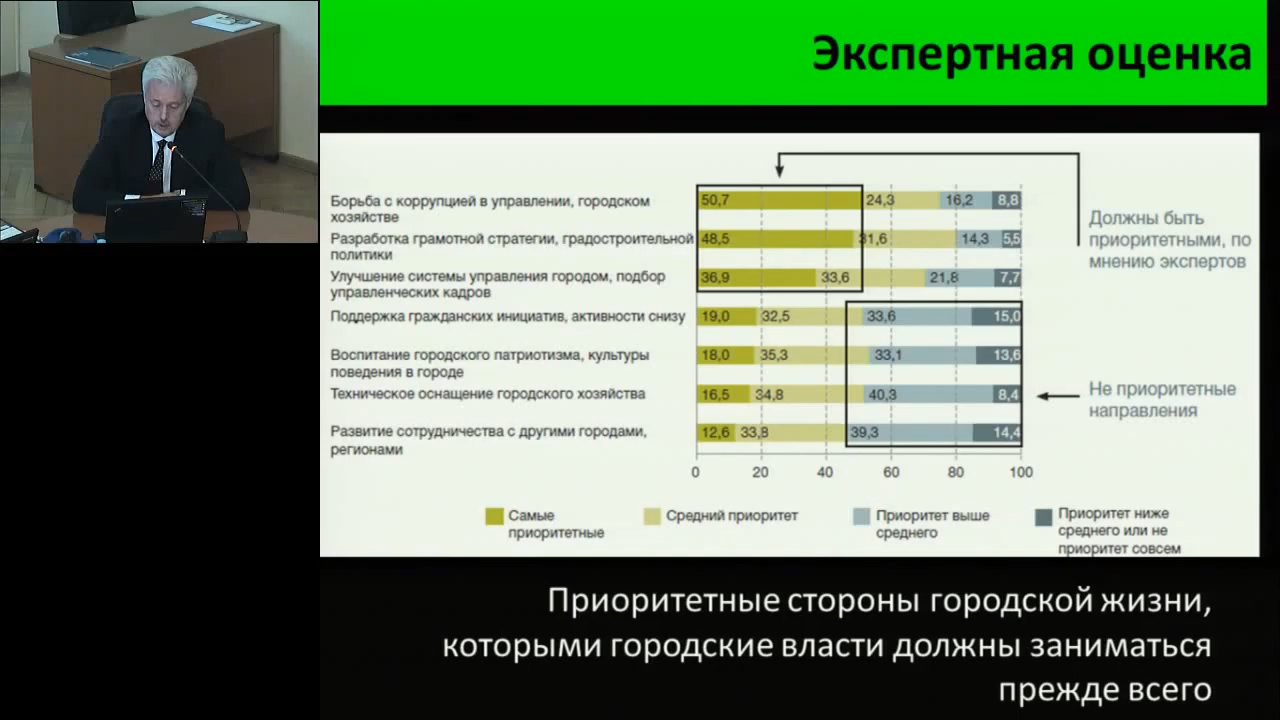 Экспертная оценка
Борьба с коррупцией в управлении, городском
хозяйстве
50,7 24,3 16,2 8,8
Разработка грамотной стратегии, градостроительной
политики
48,5 31,6 14,3 5,5
Улучшение системы управления городом, подбор
управленческих кадров
36,9 33,6 21,8 7,7
Поддержка гражданских инициатив, активности снизу
19,0 32,5 33,6 15,0
Воспитание городского патриотизма, культуры
поведения в городе
18,0 35,3 33,1 13,6
Техническое оснащение городского хозяйства
16,5 34,8 40,3 8,4
Развитие сотрудничества с другими городами,
регионами
12,6 33,8 39,3 14,4
0 20 40 60 80 100
Должны быть
приоритетными, по
мнению экспертов
Не приоритетные
направления
Самые
приоритетные
Средний приоритет
Приоритет выше
среднего
Приоритет ниже
среднего или не
приоритет совсем
Приоритетные стороны городской жизни,
которыми городские власти должны заниматься
прежде всего